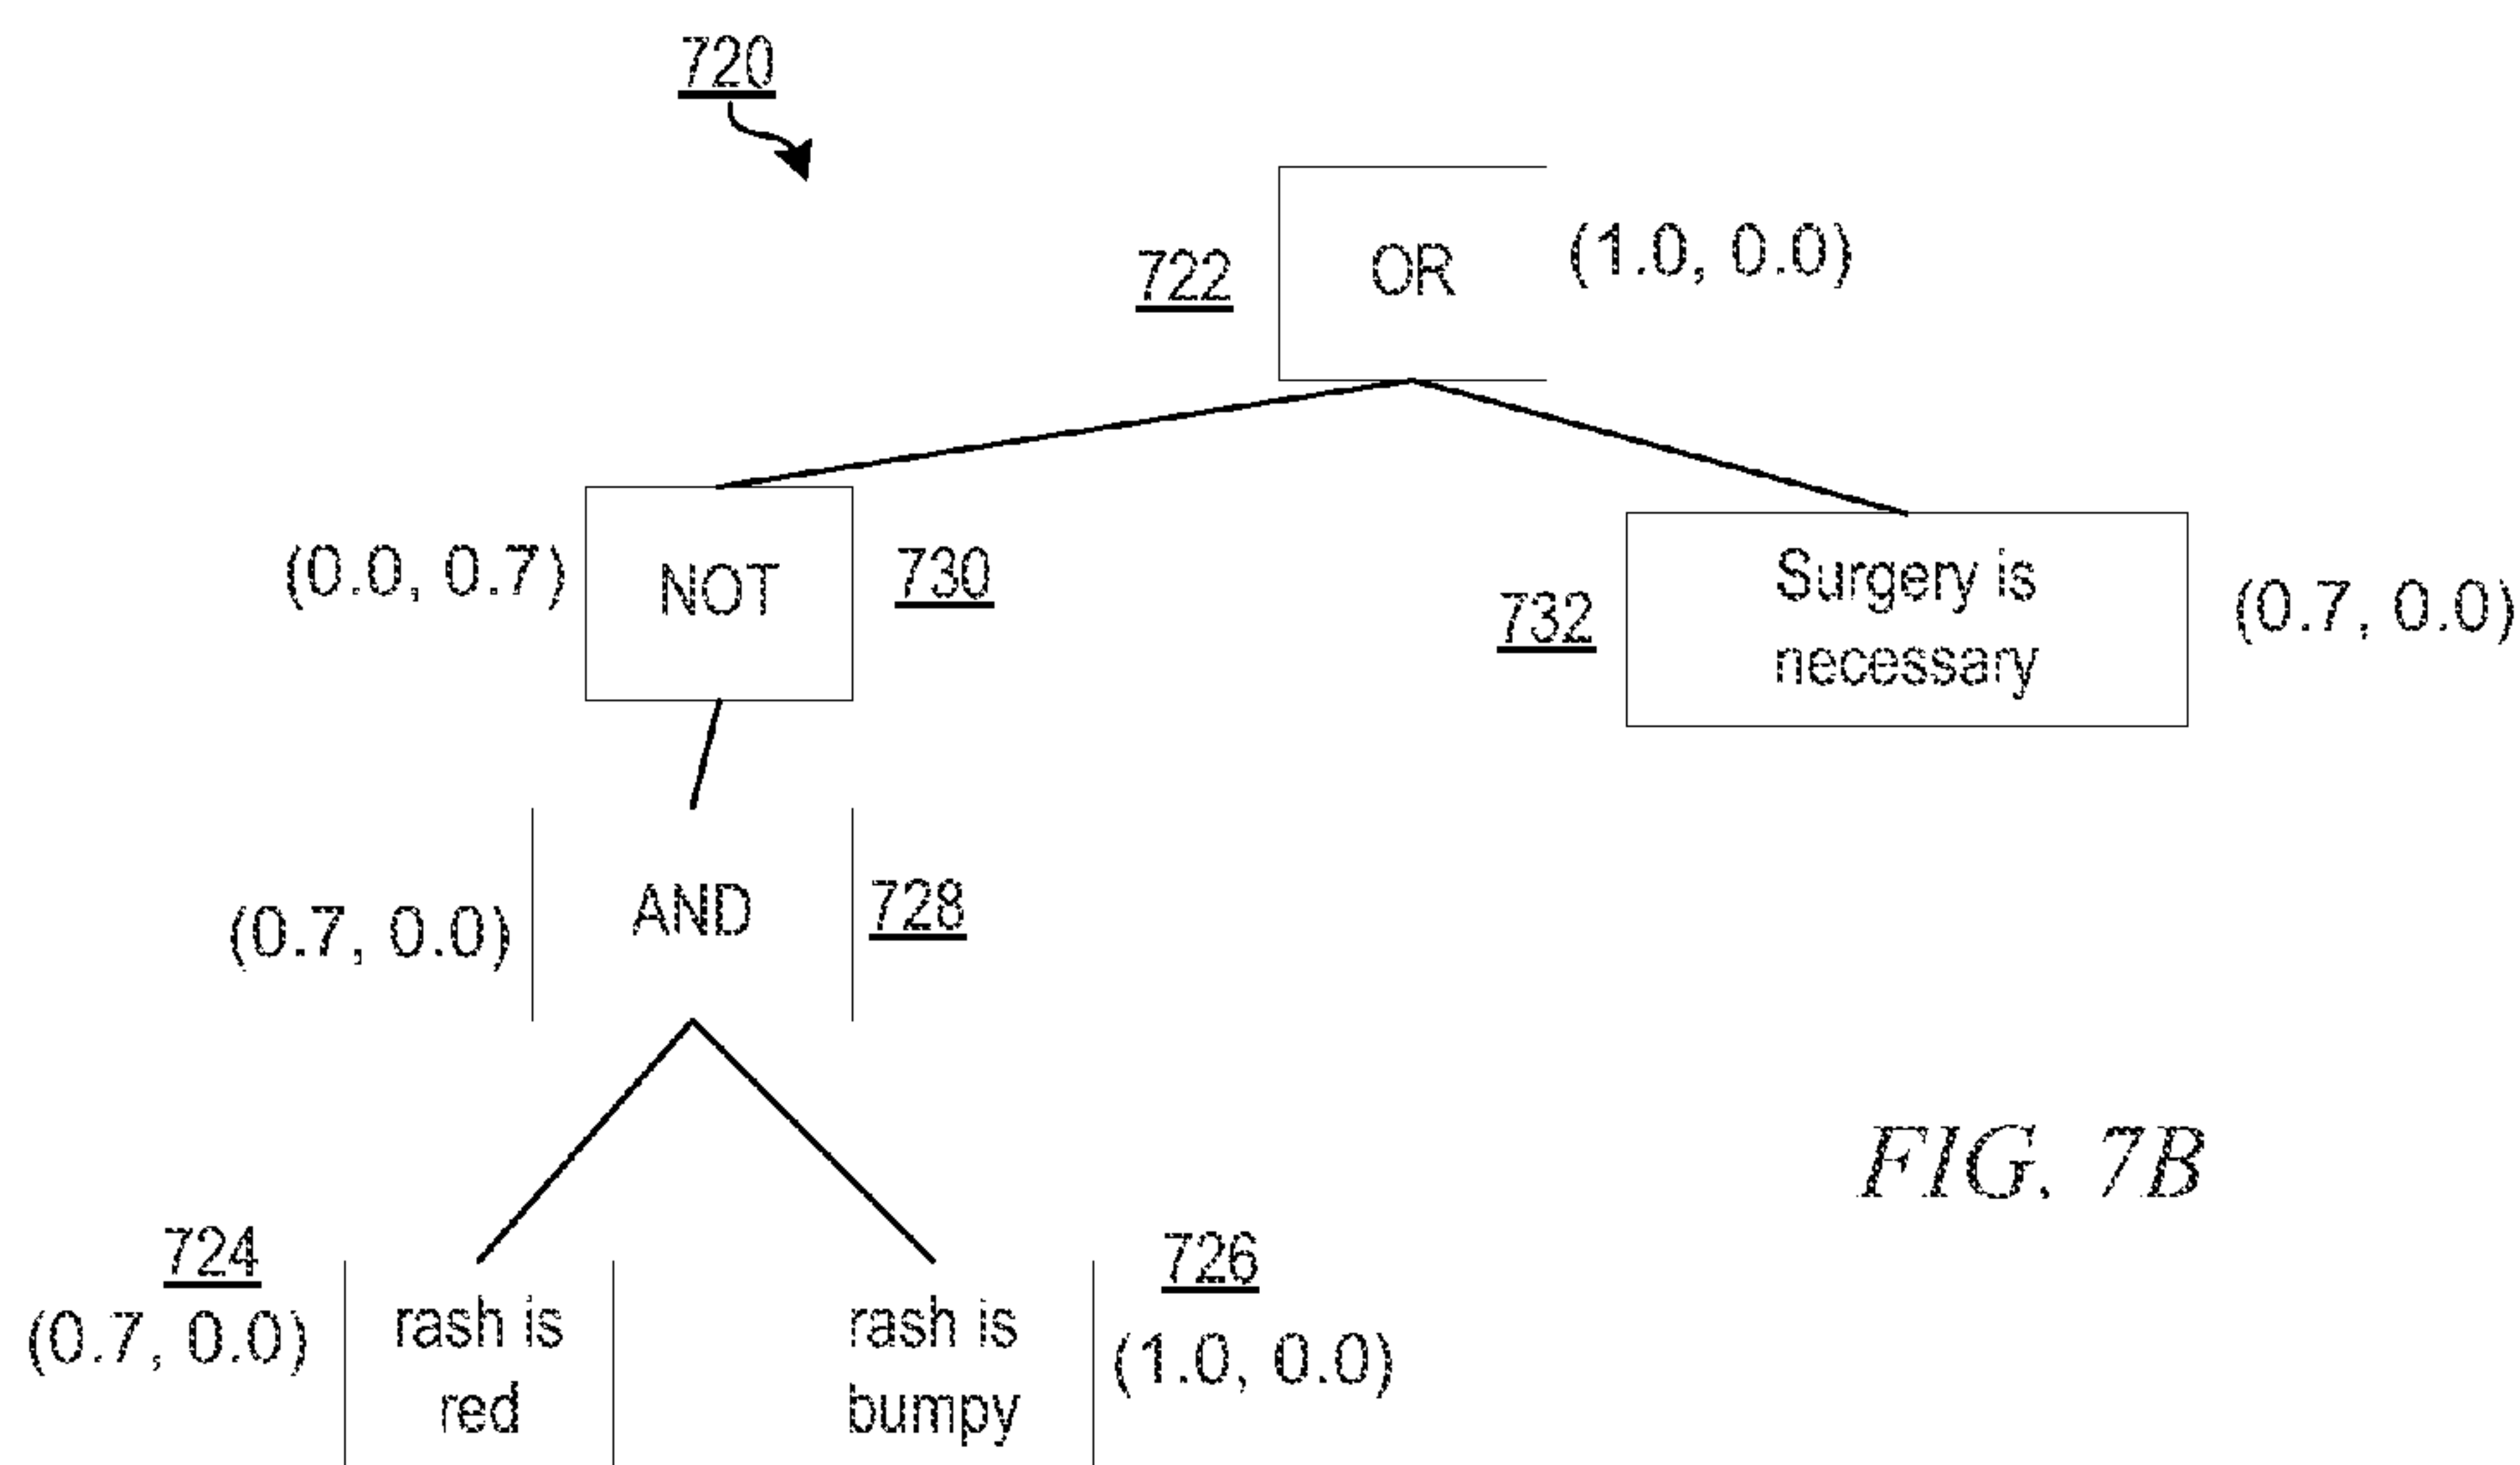 720
722
OR
(1.0, 0.0)
(0.0, 0.7)
NOT
730
732
Surgery is
necessary
(0.7, 0.0)
(0.7, 0.0)
AND
728
FIG. 7B
724
(0.7, 0.0)
rash is
red
rash is
bumpy
726
(1.0, 0.0)